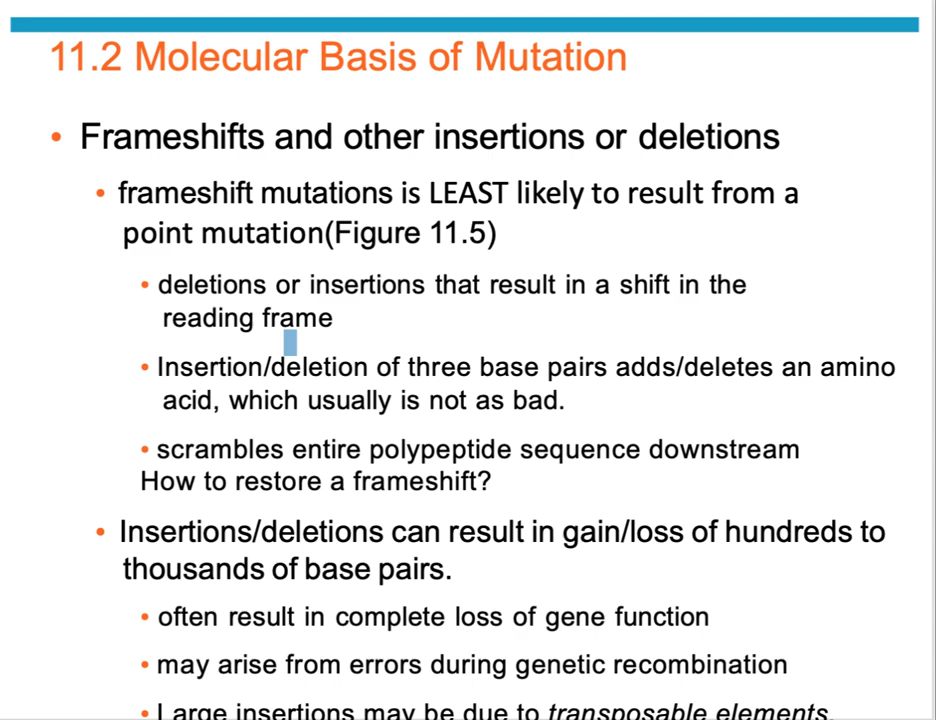 11.2 Molecular Basis of Mutation
• Frameshifts and other insertions or deletions
• frameshift mutations is LEAST likely to result from a
point mutation(Figure 11.5)
• deletions or insertions that result in a shift in the
reading frame
• Insertion/deletion of three base pairs adds/deletes an amino
acid, which usually is not as bad.
• scrambles entire polypeptide sequence downstream
How to restore a frameshift?
• Insertions/deletions can result in gain/loss of hundreds to
thousands of base pairs.
• often result in complete loss of gene function
• may arise from errors during genetic recombination
• Large insertions may be due to transposable elements.